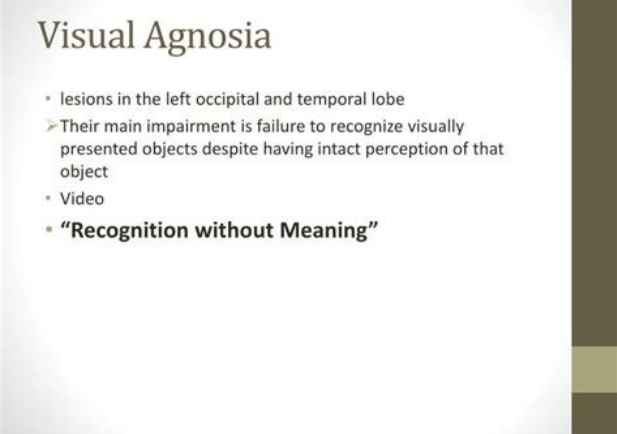 Visual Agnosia
• lesions in the left occipital and temporal lobe
➢Their main impairment is failure to recognize visually
presented objects despite having intact perception of that
object
• Video
• “Recognition without Meaning”